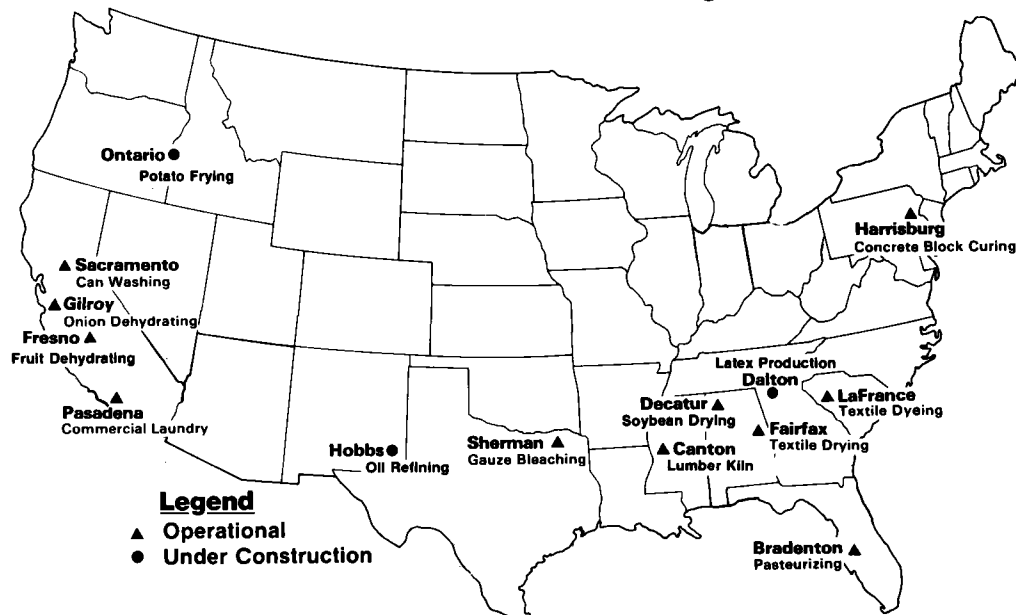 Ontario
Potato Frying
Harrisburg
Concrete Block Curing
Sacramento
Can Washing
Gilroy
Onion Dehydrating
Fresno
Fruit Dehydrating
Pasadena
Commercial Laundry
Latex Production
Dalton
Decatur
Soybean Drying
LaFrance
Textile Dyeing
Fairfax
Textile Drying
Canton
Lumber Kiln
Hobbs
Oil Refining
Sherman
Gauze Bleaching
Bradenton
Pasteurizing
Legend
Operational
Under Construction